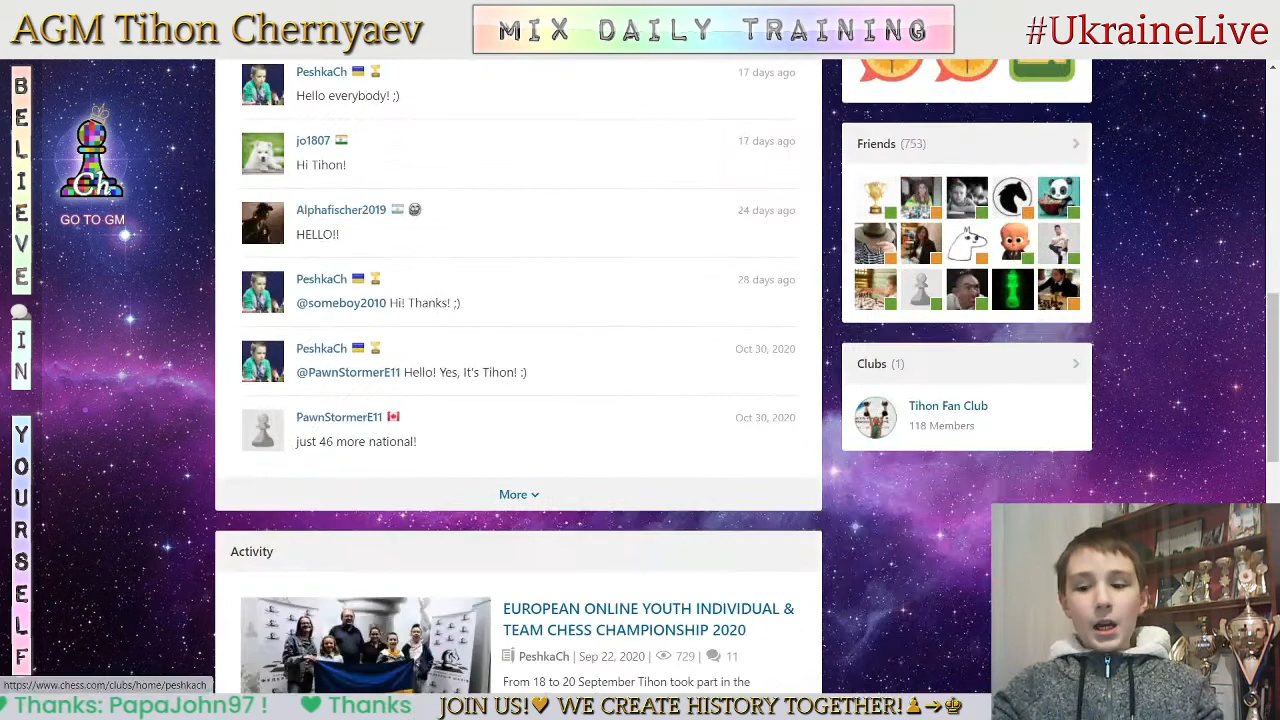 AGM Tihon Chernyaev
MIX DAILY TRAINING
#UkraineLive
BELIEVE
IN
YOURSELF
Ch
GO TO GM
PeshkaCh
17 days ago
Hello everybody! ;)
jo1807
17 days ago
Hi Tihon!
Alphafischer2019
24 days ago
HELLO!!
PeshkaCh
28 days ago
@someboy2010 Hi! Thanks! ;)
PeshkaCh
Oct 30, 2020
@PawnStormerE11 Hello! Yes, It's Tihon! :)
PawnStormerE11
Oct 30, 2020
just 46 more national!
More
Friends (753)
Clubs (1)
Tihon Fan Club
118 Members
Activity
EUROPEAN ONLINE YOUTH INDIVIDUAL &
TEAM CHESS CHAMPIONSHIP 2020
PeshkaCh | Sep 22, 2020 | 729 | 11
From 18 to 20 September Tihon took part in the
https://www.chess.com/clubs/home/peshkach
Thanks: PapaJohn97 ! Thanks
JOIN US! WE CREATE HISTORY TOGETHER!